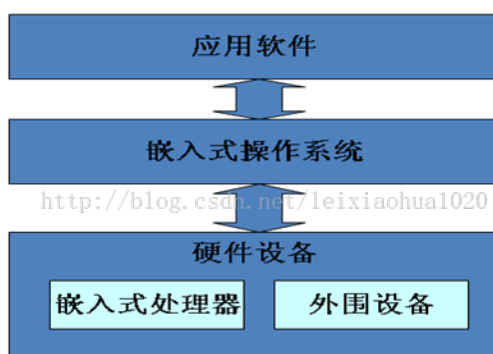 应用软件
嵌入式操作系统
http://blog.csdn.net/leixiaohua1020
硬件设备
嵌入式处理器
外围设备